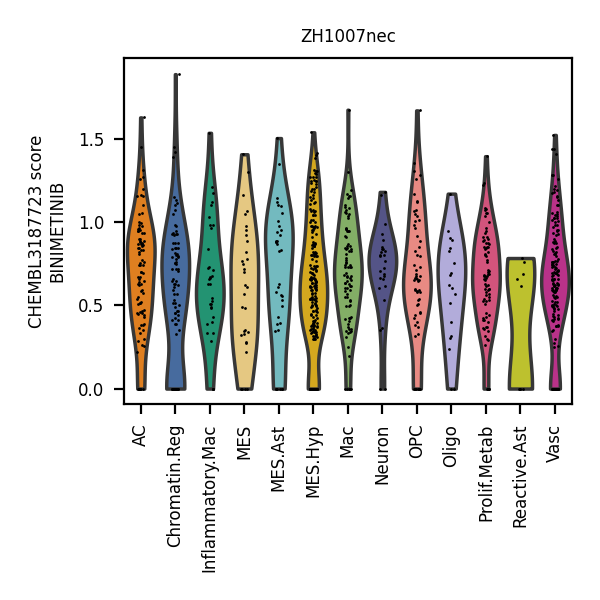 ZH1007nec
CHEMBL3187723 score
BINIMETINIB
1.5
1.0
0.5
0.0
AC
Chromatin.Reg
Inflammatory.Mac
MES
MES.Ast
MES.Hyp
Mac
Neuron
OPC
Oligo
Prolif.Metab
Reactive.Ast
Vasc